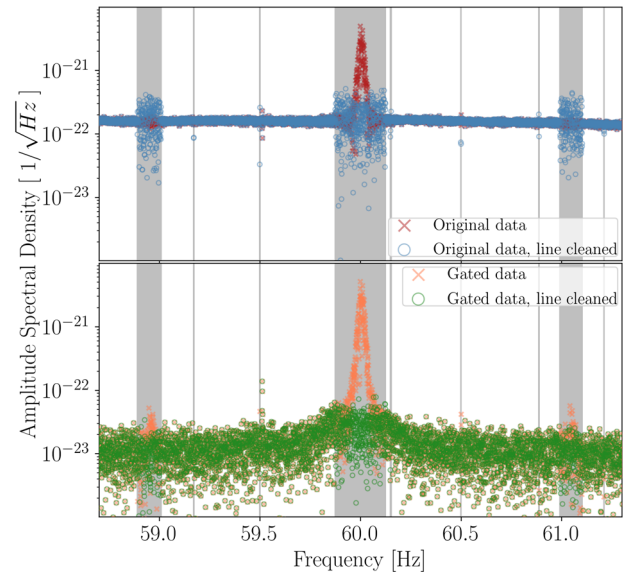 Amplitude Spectral Density [ 1/√Hz ]
10⁻²¹
10⁻²²
10⁻²³
Original data
Original data, line cleaned
Gated data
Gated data, line cleaned
10⁻²¹
10⁻²²
10⁻²³
59.0 59.5 60.0 60.5 61.0
Frequency [Hz]